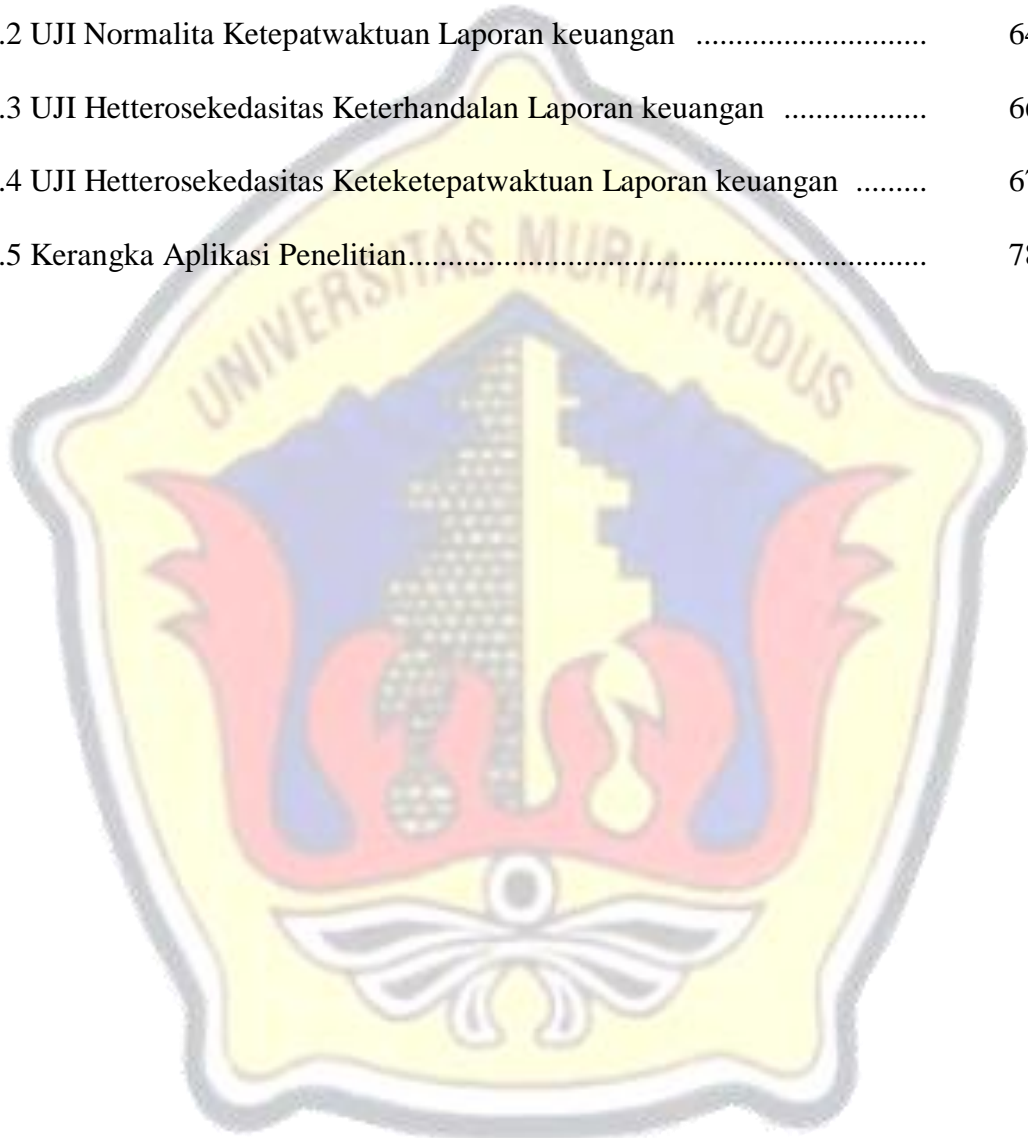 .2 UJI Normalita Ketepatwaktuan Laporan keuangan ............................. 64
.3 UJI Hetterosekedasitas Keterhandalan Laporan keuangan .................. 66
.4 UJI Hetterosekedasitas Keteketepatwaktuan Laporan keuangan ......... 67
.5 Kerangka Aplikasi Penelitian................................................................. 78
UNIVERSITAS MURIA KUDUS